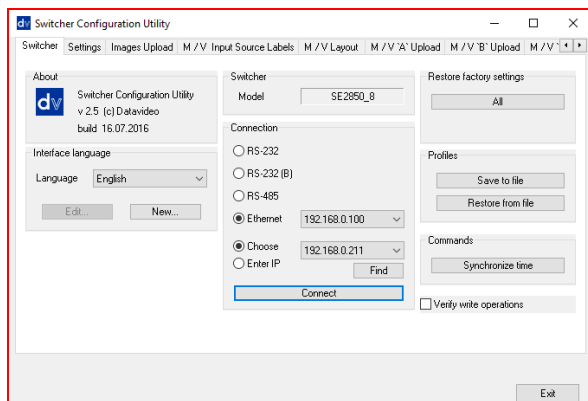 dv Switcher Configuration Utility
Switcher Settings Images Upload M / V Input Source Labels M / V Layout M / V 'A' Upload M / V 'B' Upload M / V '
About
dv
Switcher Configuration Utility
v 2.5 (c) Datavideo
build 16.07.2016
Interface language
Language English
Edit... New...
Switcher
Model SE2850_8
Connection
RS-232
RS-232 (B)
RS-485
Ethernet 192.168.0.100
Choose 192.168.0.211
Enter IP
Find
Connect
Restore factory settings
All
Profiles
Save to file
Restore from file
Commands
Synchronize time
Verify write operations
Exit